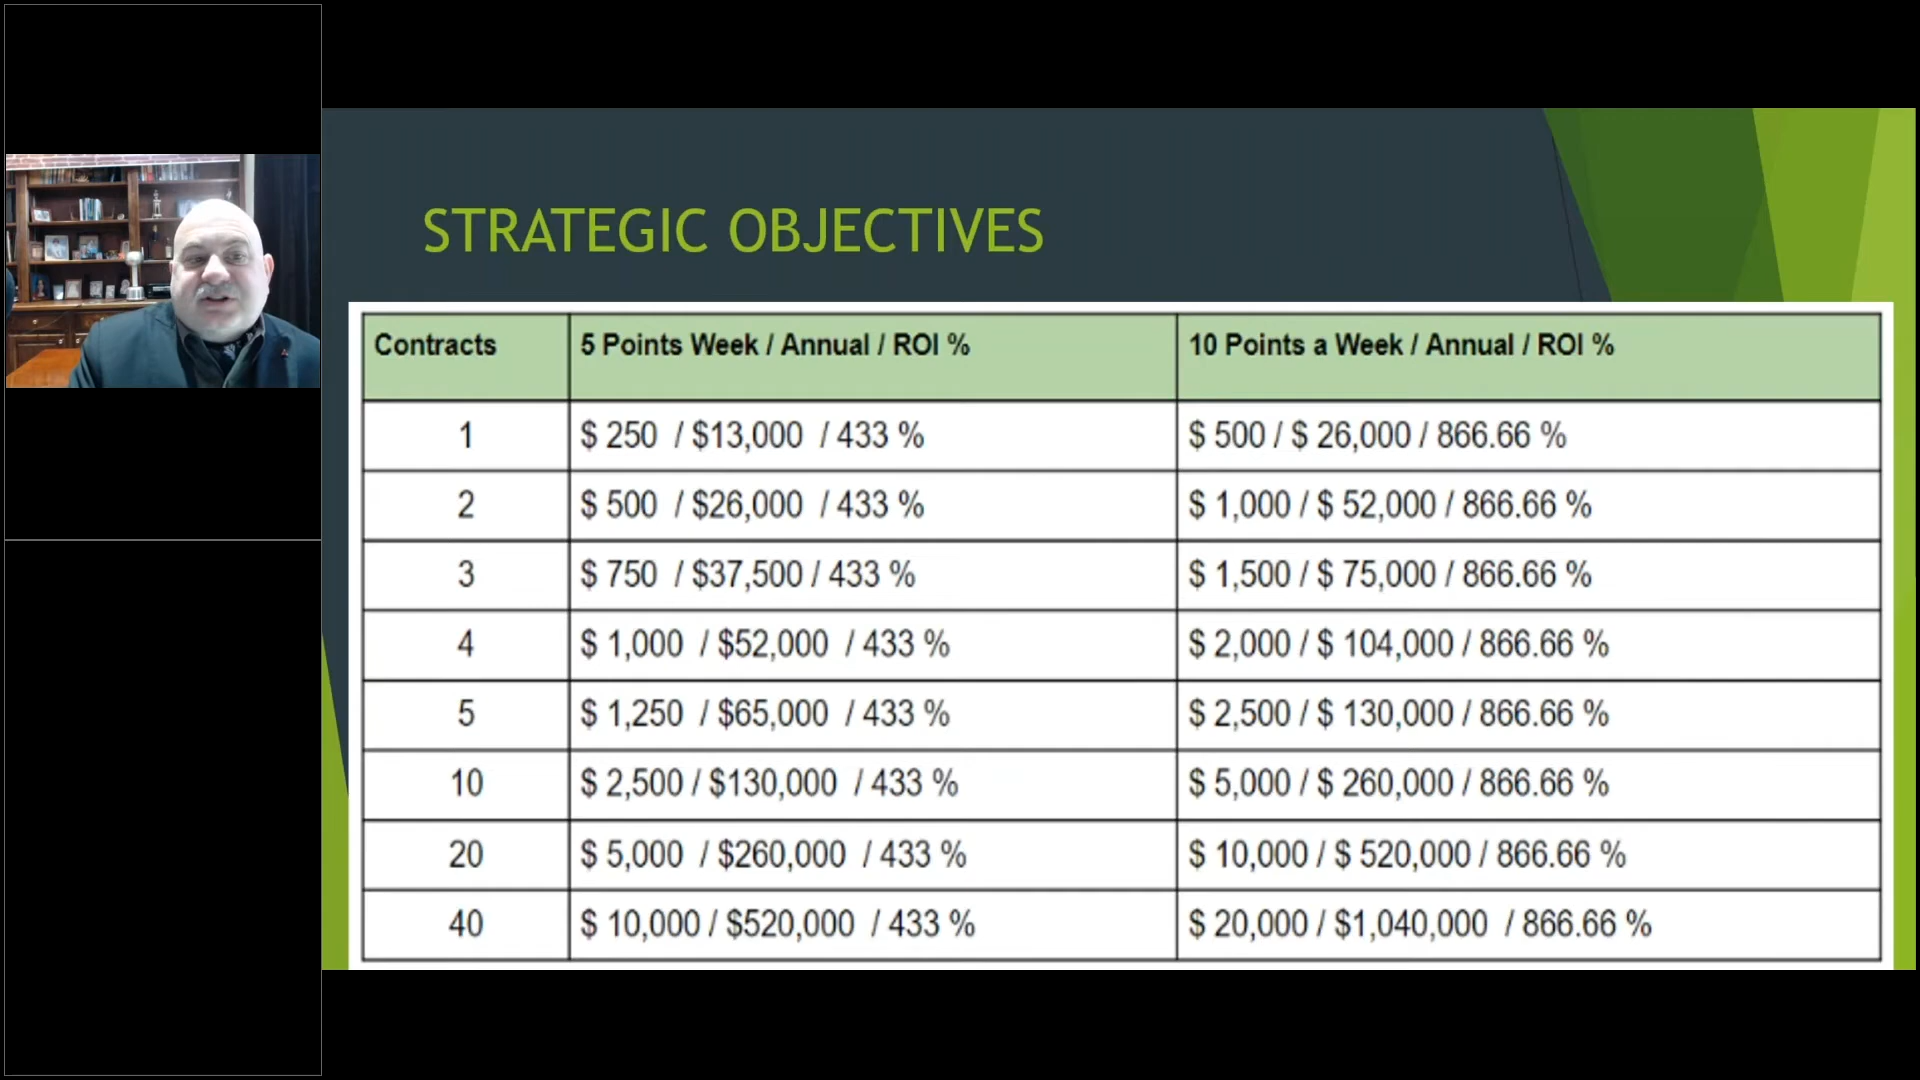 STRATEGIC OBJECTIVES
Contracts 5 Points Week / Annual / ROI % 10 Points a Week / Annual / ROI %
1 $ 250 / $13,000 / 433 % $ 500 / $ 26,000 / 866.66 %
2 $ 500 / $26,000 / 433 % $ 1,000 / $ 52,000 / 866.66 %
3 $ 750 / $37,500 / 433 % $ 1,500 / $ 75,000 / 866.66 %
4 $ 1,000 / $52,000 / 433 % $ 2,000 / $ 104,000 / 866.66 %
5 $ 1,250 / $65,000 / 433 % $ 2,500 / $ 130,000 / 866.66 %
10 $ 2,500 / $130,000 / 433 % $ 5,000 / $ 260,000 / 866.66 %
20 $ 5,000 / $260,000 / 433 % $ 10,000 / $ 520,000 / 866.66 %
40 $ 10,000 / $520,000 / 433 % $ 20,000 / $1,040,000 / 866.66 %